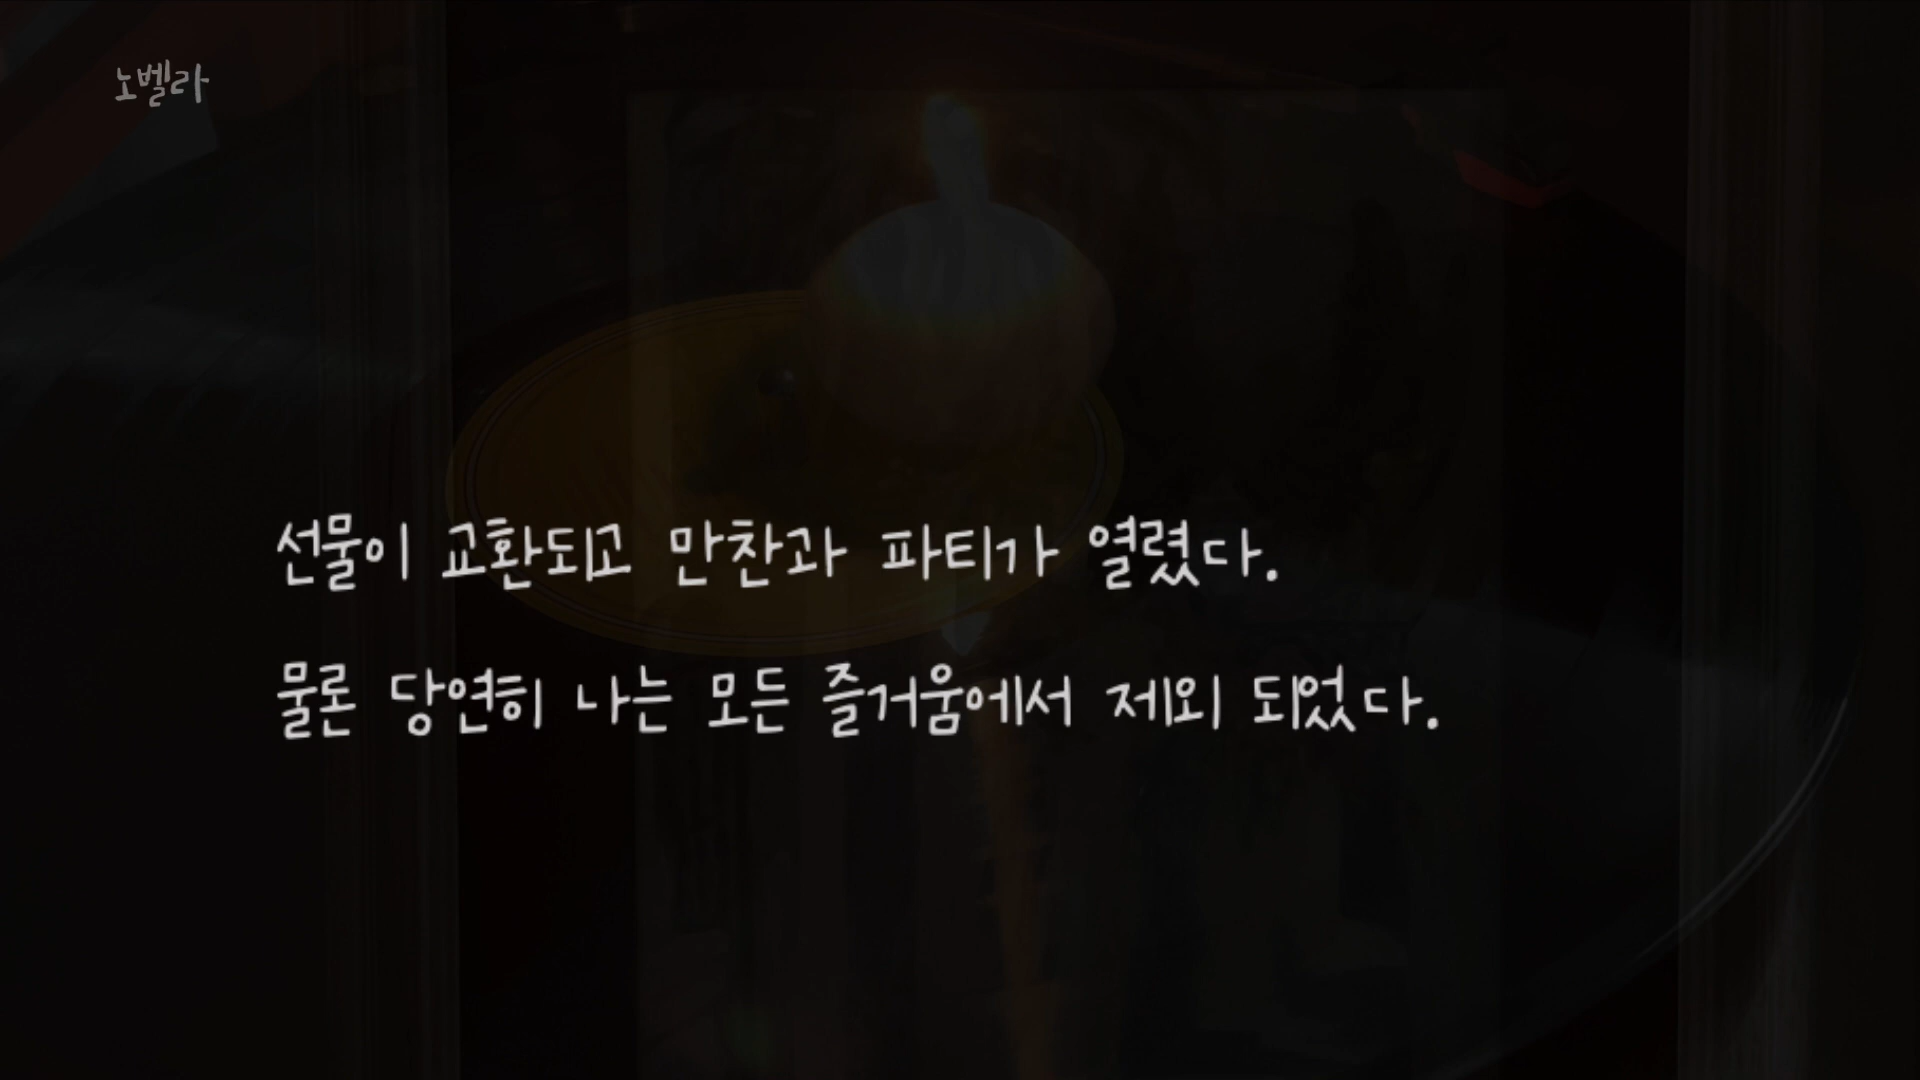 노벨라
선물이 교환되고 만찬과 파티가 열렸다.
물론 당연히 나는 모든 즐거움에서 제외 되었다.